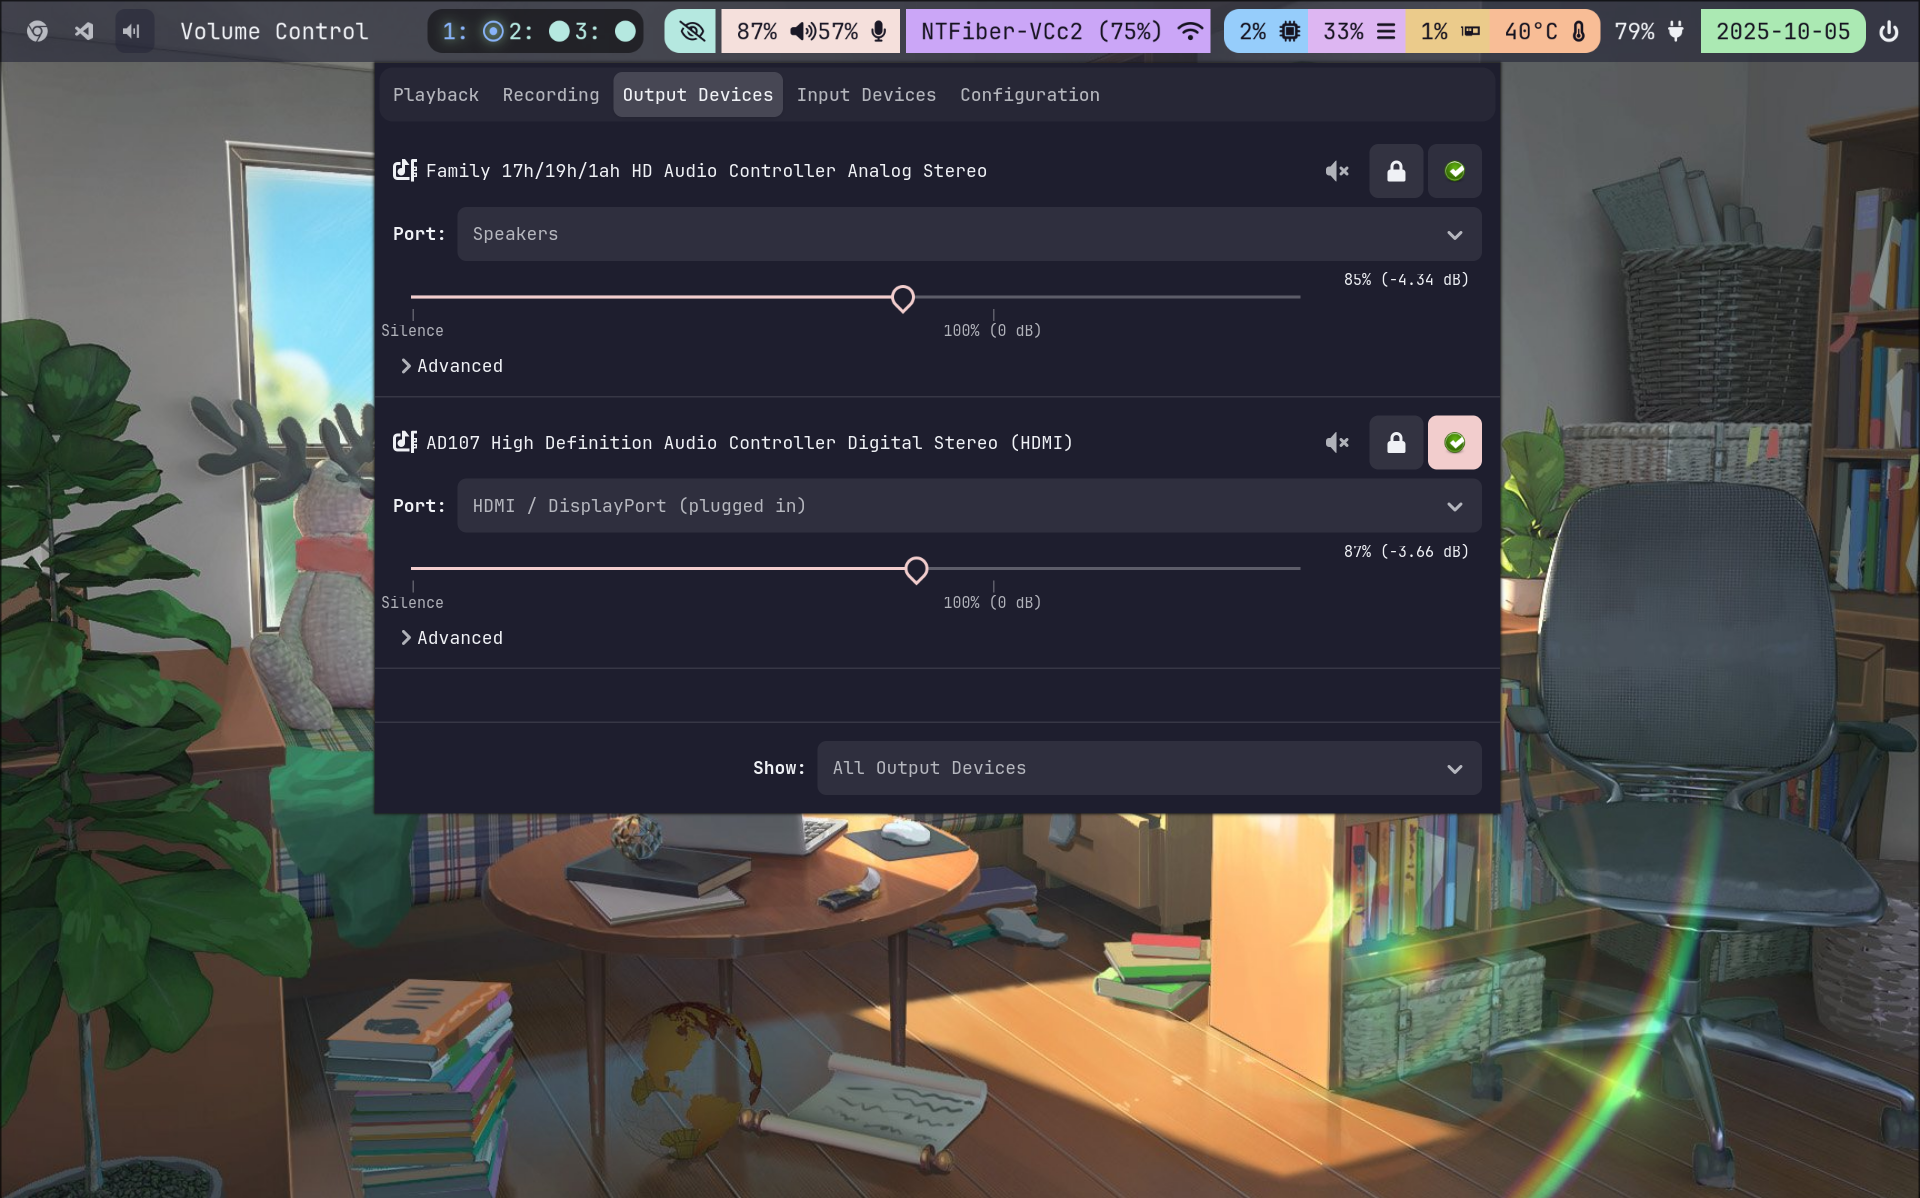 Volume Control 1: 2: 3: 87% 57% NTFiber-VCc2 (75%) 2% 33% 1% 40°C 79% 2025-10-05
Playback Recording Output Devices Input Devices Configuration
Family 17h/19h/1ah HD Audio Controller Analog Stereo
Port: Speakers
85% (-4.34 dB)
Silence 100% (0 dB)
Advanced
AD107 High Definition Audio Controller Digital Stereo (HDMI)
Port: HDMI / DisplayPort (plugged in)
87% (-3.66 dB)
Silence 100% (0 dB)
Advanced
Show: All Output Devices